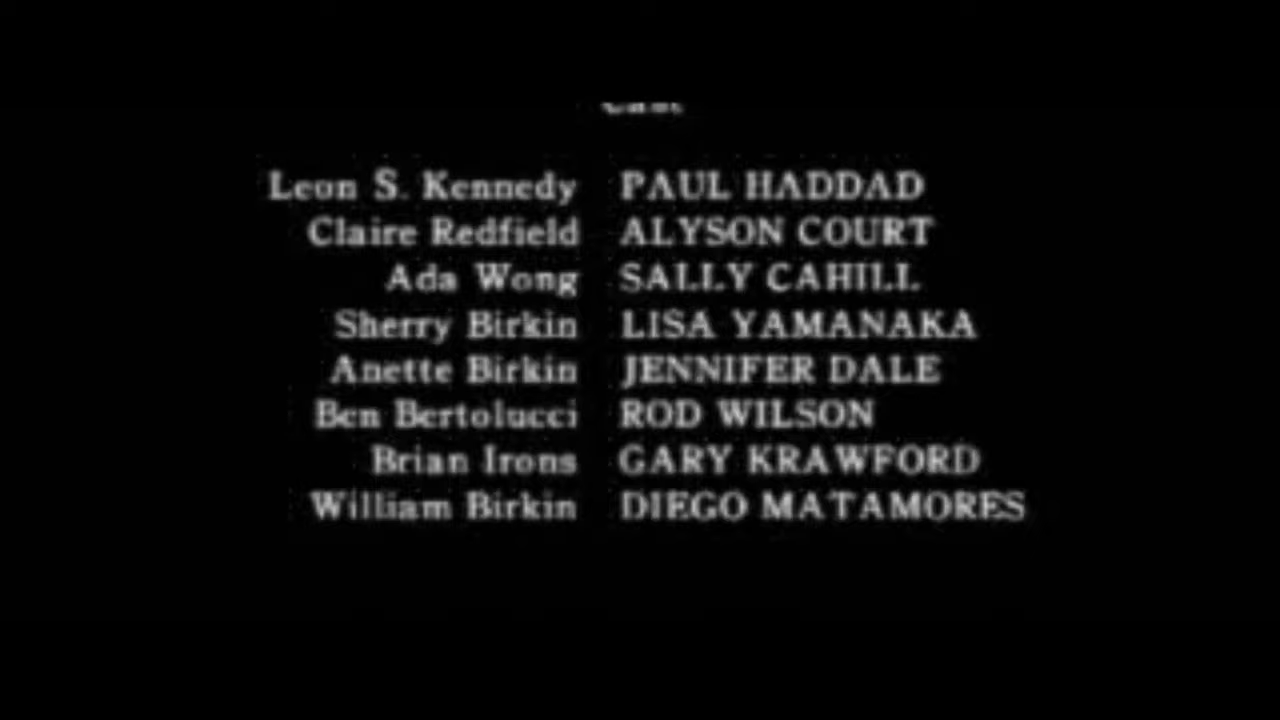 Cast
Leon S. Kennedy PAUL HADDAD
Claire Redfield ALYSON COURT
Ada Wong SALLY CAHILL
Sherry Birkin LISA YAMANAKA
Anette Birkin JENNIFER DALE
Ben Bertolucci ROD WILSON
Brian Irons GARY KRAWFORD
William Birkin DIEGO MATAMORES